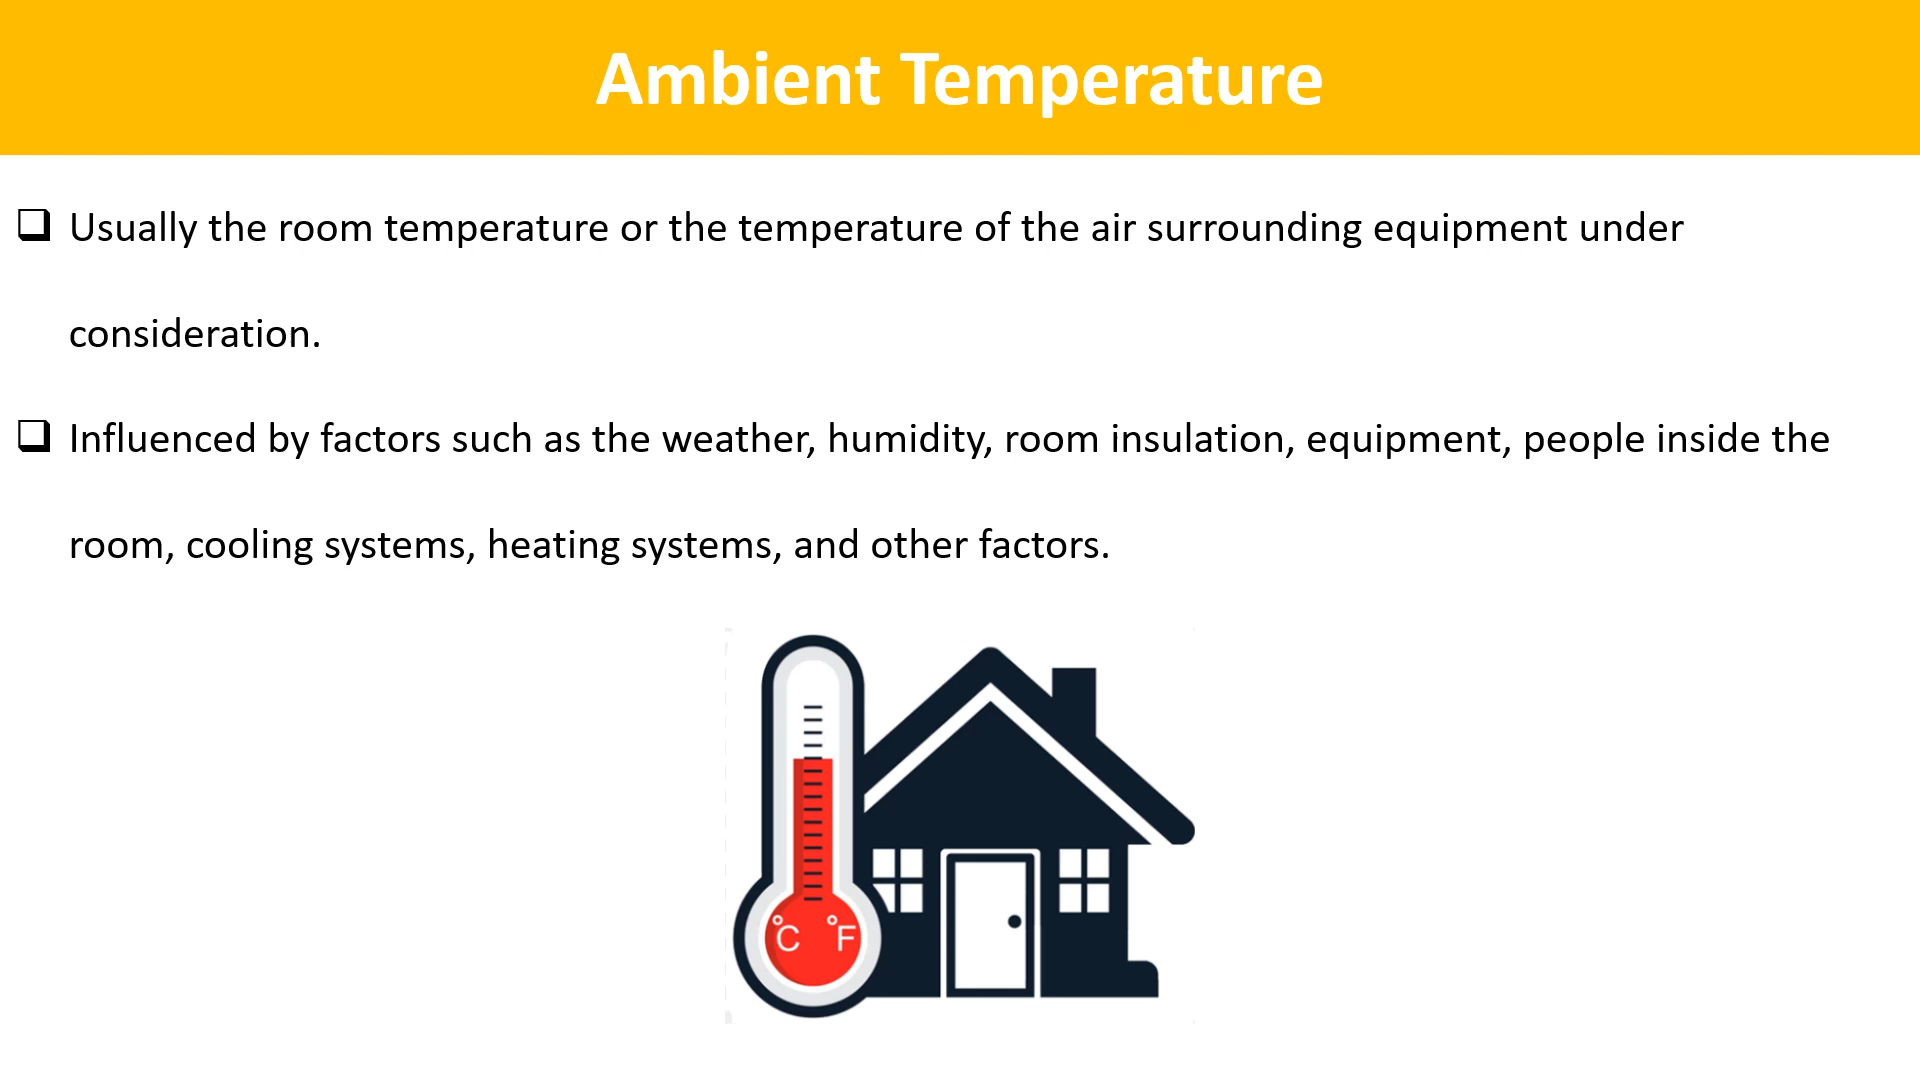 Ambient Temperature
Usually the room temperature or the temperature of the air surrounding equipment under
consideration.
Influenced by factors such as the weather, humidity, room insulation, equipment, people inside the
room, cooling systems, heating systems, and other factors.
°C °F